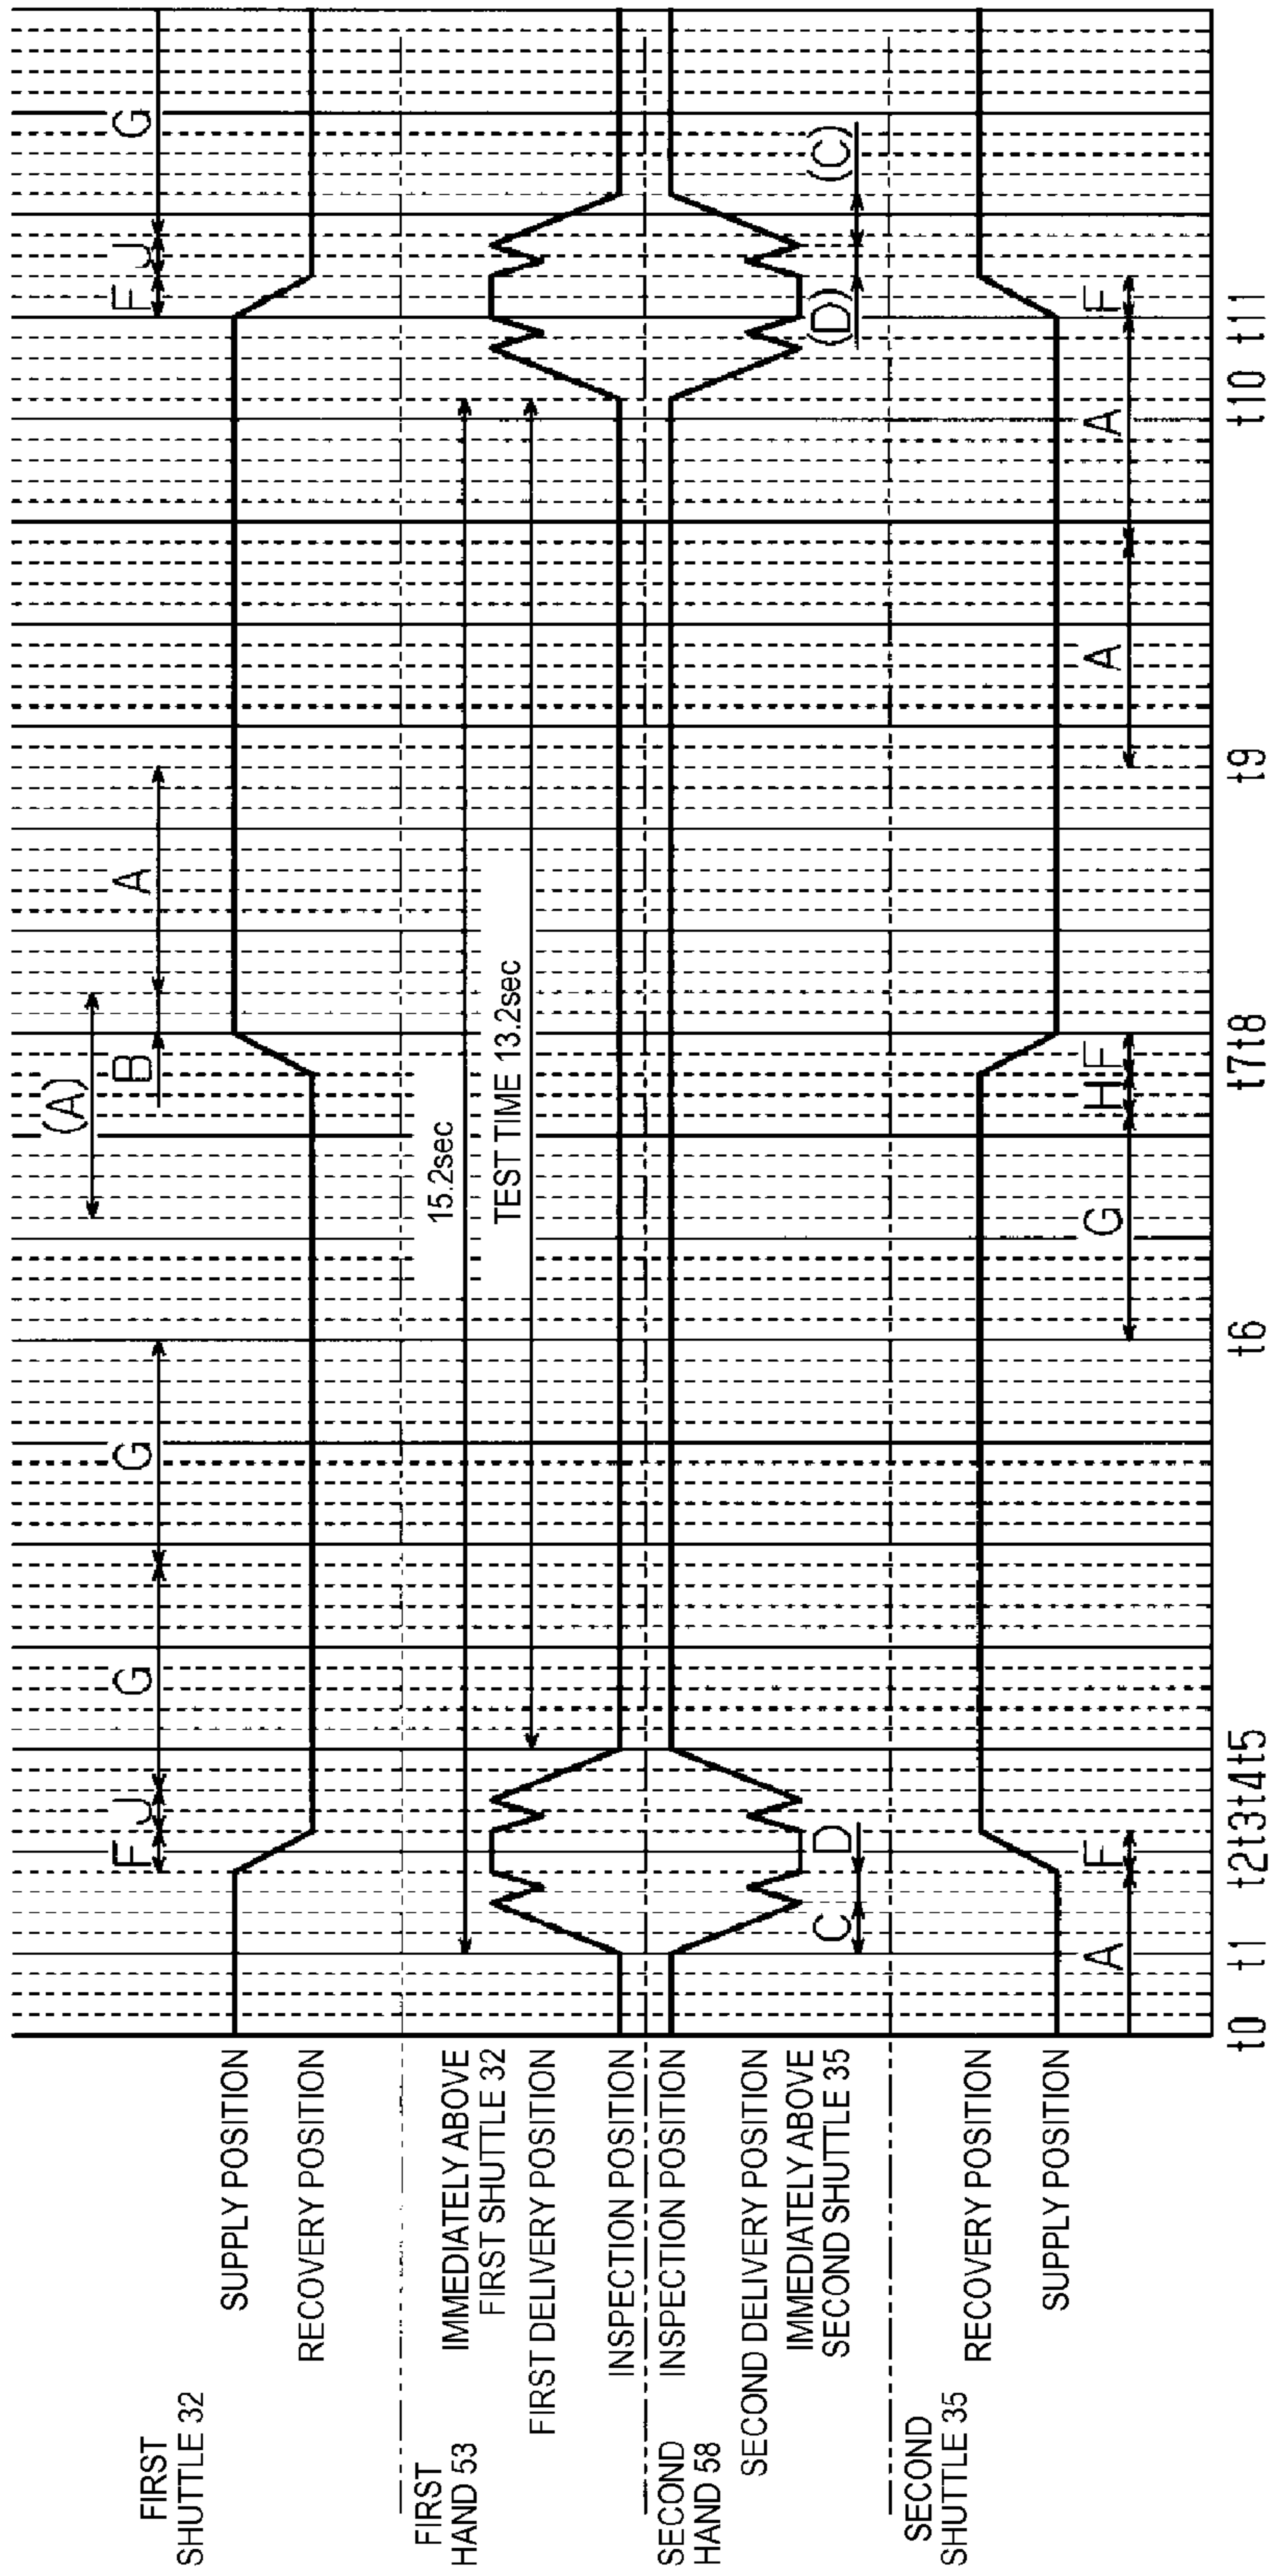 FIRST
SHUTTLE 32
SUPPLY POSITION
RECOVERY POSITION
F
J
G
G
(A)
B
A
F
J
G
FIRST
HAND 53
IMMEDIATELY ABOVE
FIRST SHUTTLE 32
FIRST DELIVERY POSITION
INSPECTION POSITION
15.2sec
TEST TIME 13.2sec
SECOND
HAND 58
INSPECTION POSITION
SECOND DELIVERY POSITION
IMMEDIATELY ABOVE
SECOND SHUTTLE 35
C
D
(D)
(C)
SECOND
SHUTTLE 35
RECOVERY POSITION
SUPPLY POSITION
A
F
G
H
F
A
A
F
t0 t1 t2 t3 t4 t5 t6 t7 t8 t9 t10 t11